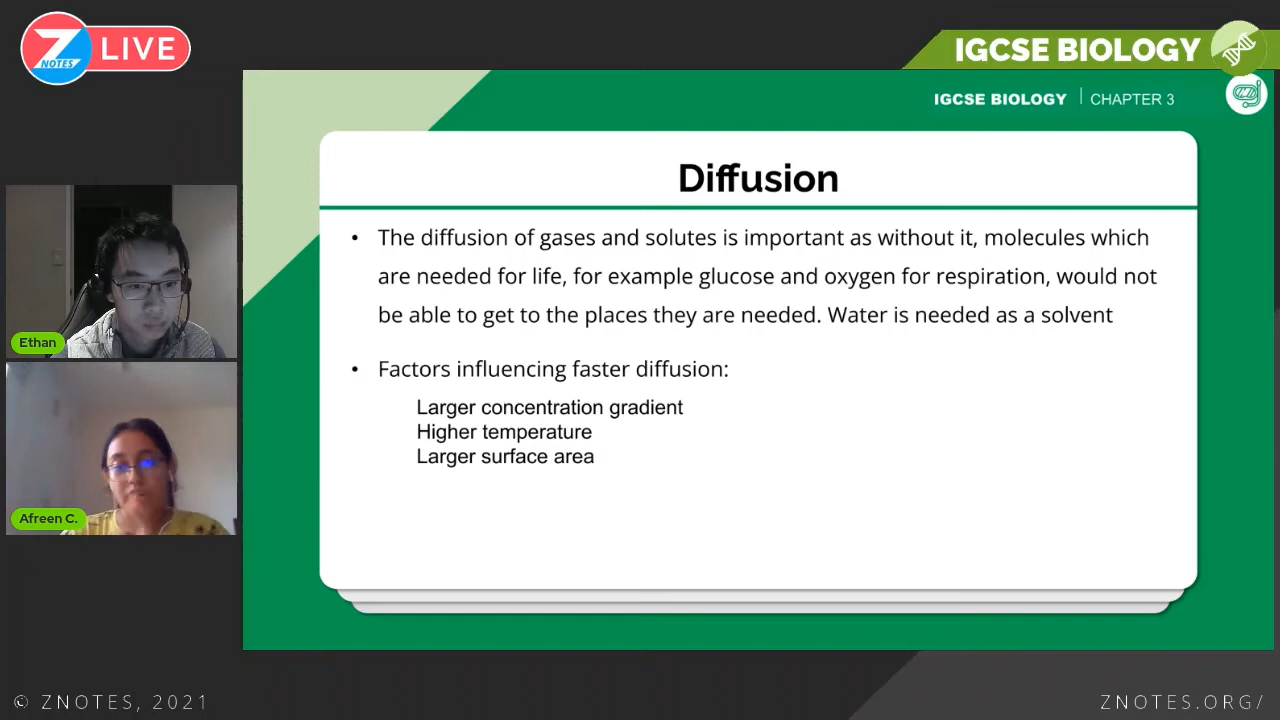 Z NOTES LIVE
IGCSE BIOLOGY
IGCSE BIOLOGY | CHAPTER 3
Diffusion
• The diffusion of gases and solutes is important as without it, molecules which
are needed for life, for example glucose and oxygen for respiration, would not
be able to get to the places they are needed. Water is needed as a solvent
• Factors influencing faster diffusion:
Larger concentration gradient
Higher temperature
Larger surface area
Ethan
Afreen C.
© ZNOTES, 2021
ZNOTES.ORG/